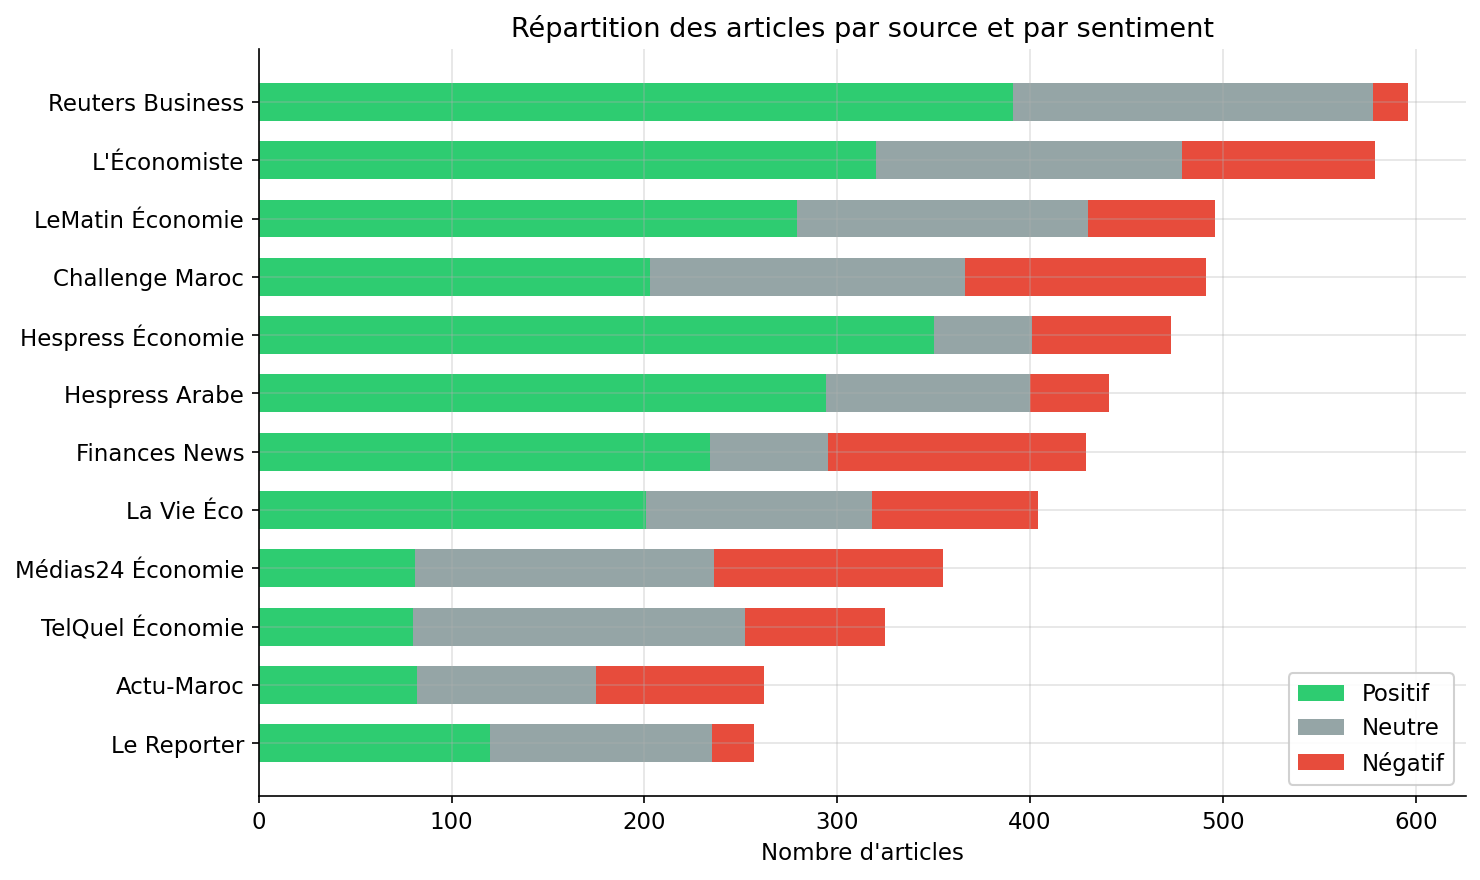 Répartition des articles par source et par sentiment
Reuters Business
L'Économiste
LeMatin Économie
Challenge Maroc
Hespress Économie
Hespress Arabe
Finances News
La Vie Éco
Médias24 Économie
TelQuel Économie
Actu-Maroc
Le Reporter
0 100 200 300 400 500 600
Nombre d'articles
Positif
Neutre
Négatif